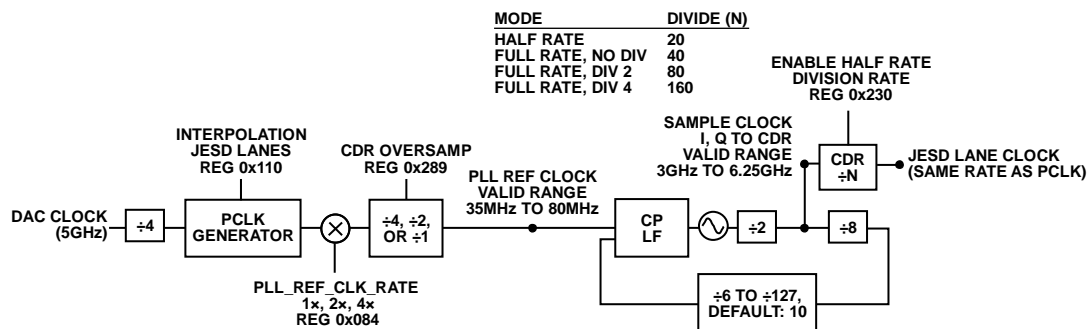 MODE DIVIDE (N)
HALF RATE 20
FULL RATE, NO DIV 40
FULL RATE, DIV 2 80
FULL RATE, DIV 4 160
ENABLE HALF RATE
DIVISION RATE
REG 0x230
INTERPOLATION
JESD LANES
REG 0x110
CDR OVERSAMP
REG 0x289
PLL REF CLOCK
VALID RANGE
35MHz TO 80MHz
SAMPLE CLOCK
I, Q TO CDR
VALID RANGE
3GHz TO 6.25GHz
CDR
÷N
JESD LANE CLOCK
(SAME RATE AS PCLK)
DAC CLOCK
(5GHz)
÷4
PCLK
GENERATOR
÷4, ÷2,
OR ÷1
CP
LF
÷2
÷8
PLL_REF_CLK_RATE
1×, 2×, 4×
REG 0x084
÷6 TO ÷127,
DEFAULT: 10